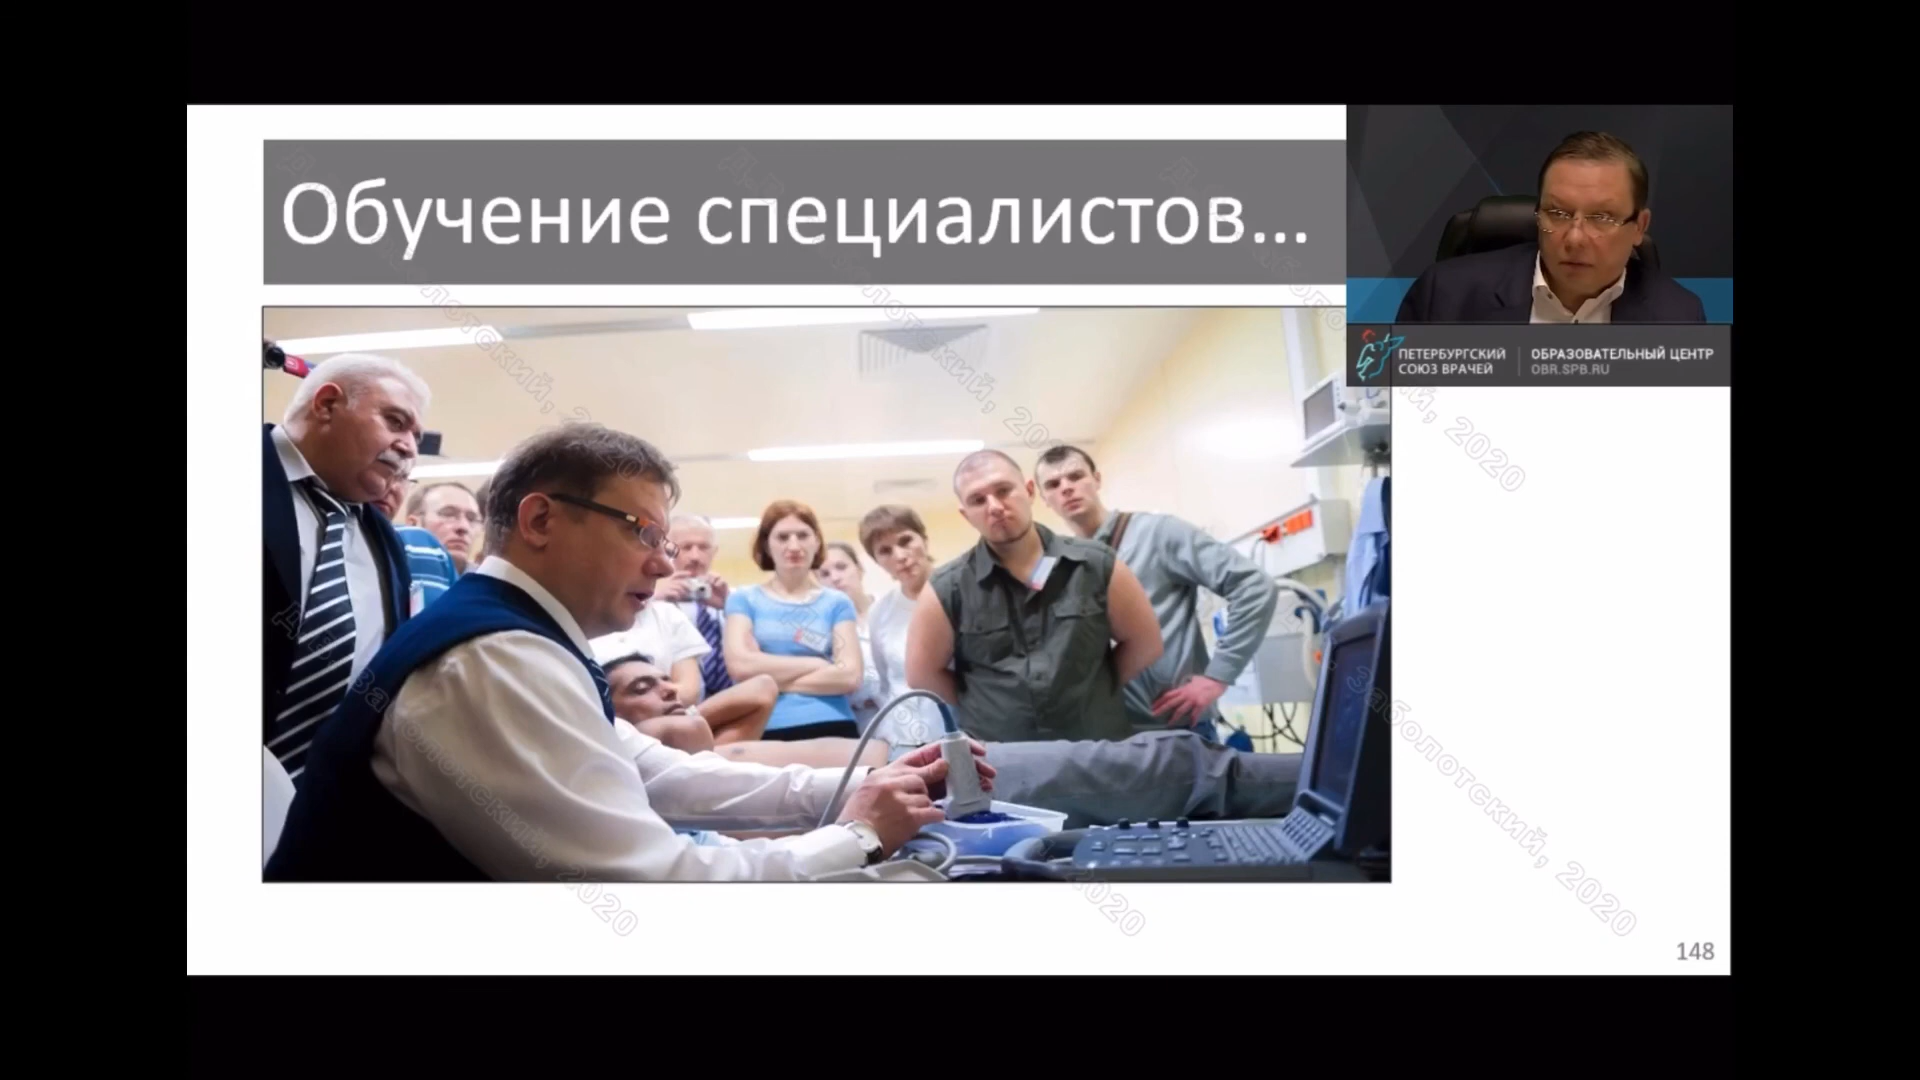 Обучение специалистов...
ПЕТЕРБУРГСКИЙ
СОЮЗ ВРАЧЕЙ
ОБРАЗОВАТЕЛЬНЫЙ ЦЕНТР
OBR.SPB.RU
Д.В. Заболотский, 2020
148